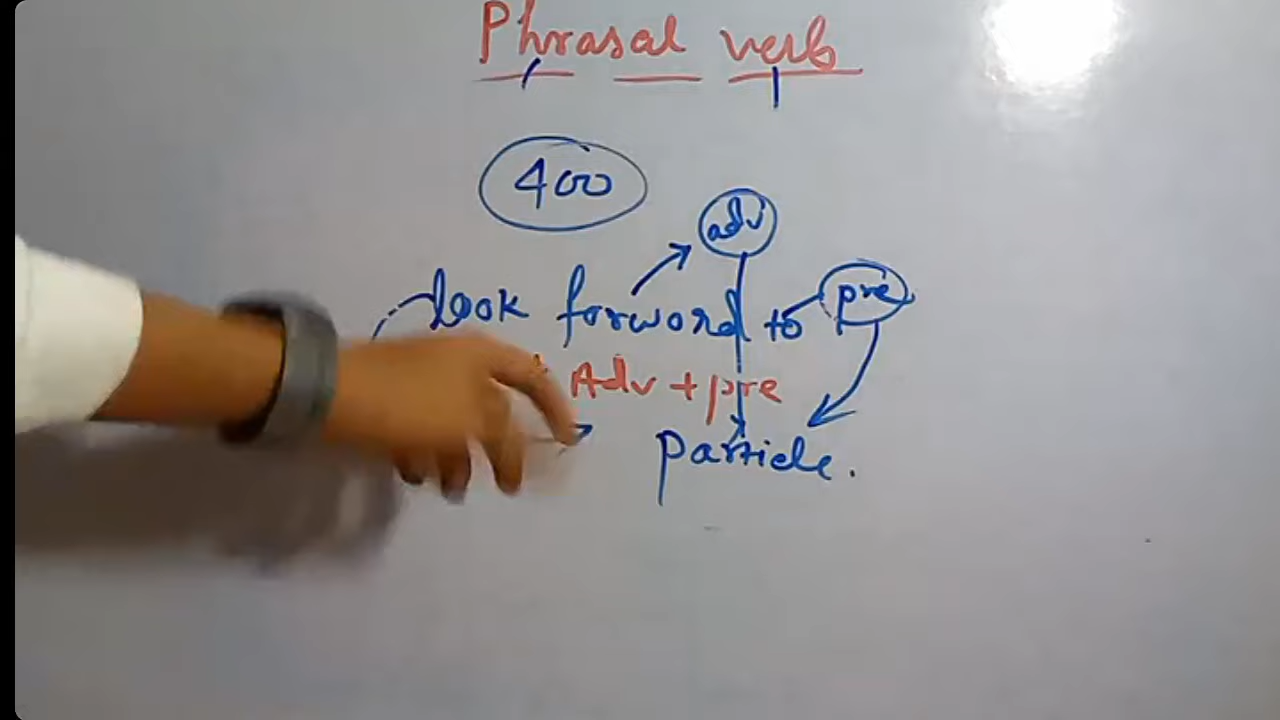 Phrasal verb
400
adv
look forword to pre
Adv + pre
particle.